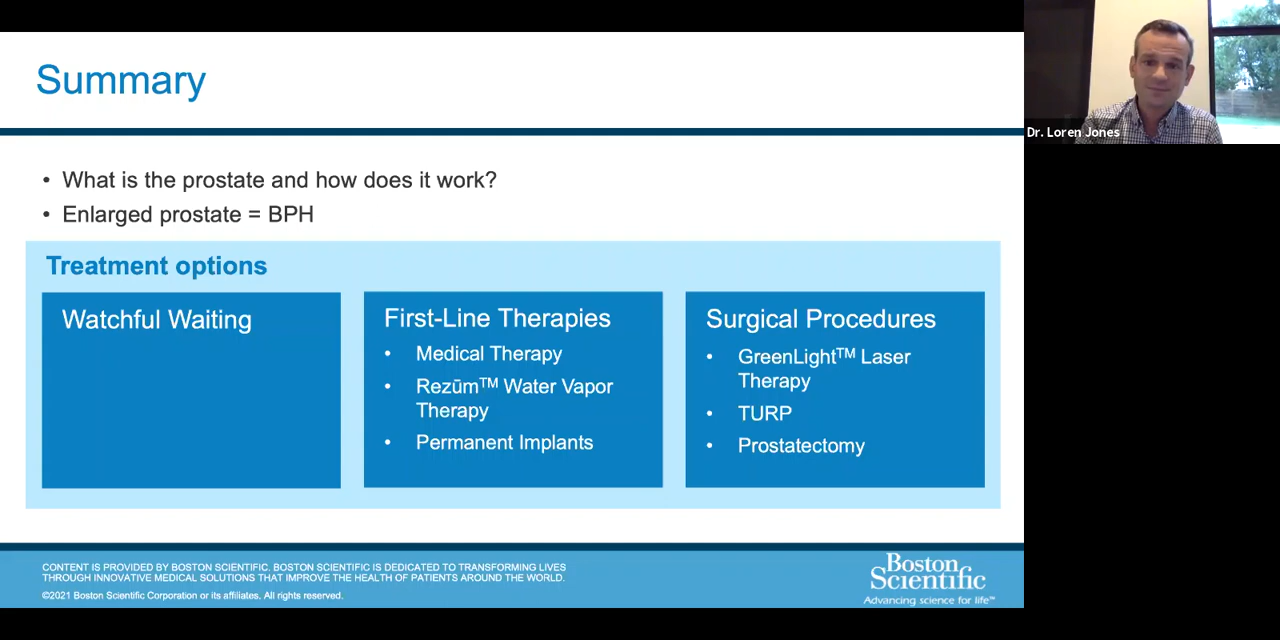 Summary
Dr. Loren Jones
• What is the prostate and how does it work?
• Enlarged prostate = BPH
Treatment options
Watchful Waiting
First-Line Therapies
• Medical Therapy
• Rezūm™ Water Vapor
Therapy
• Permanent Implants
Surgical Procedures
• GreenLight™ Laser
Therapy
• TURP
• Prostatectomy
CONTENT IS PROVIDED BY BOSTON SCIENTIFIC. BOSTON SCIENTIFIC IS DEDICATED TO TRANSFORMING LIVES
THROUGH INNOVATIVE MEDICAL SOLUTIONS THAT IMPROVE THE HEALTH OF PATIENTS AROUND THE WORLD.
©2021 Boston Scientific Corporation or its affiliates. All rights reserved.
Boston
Scientific
Advancing science for life™